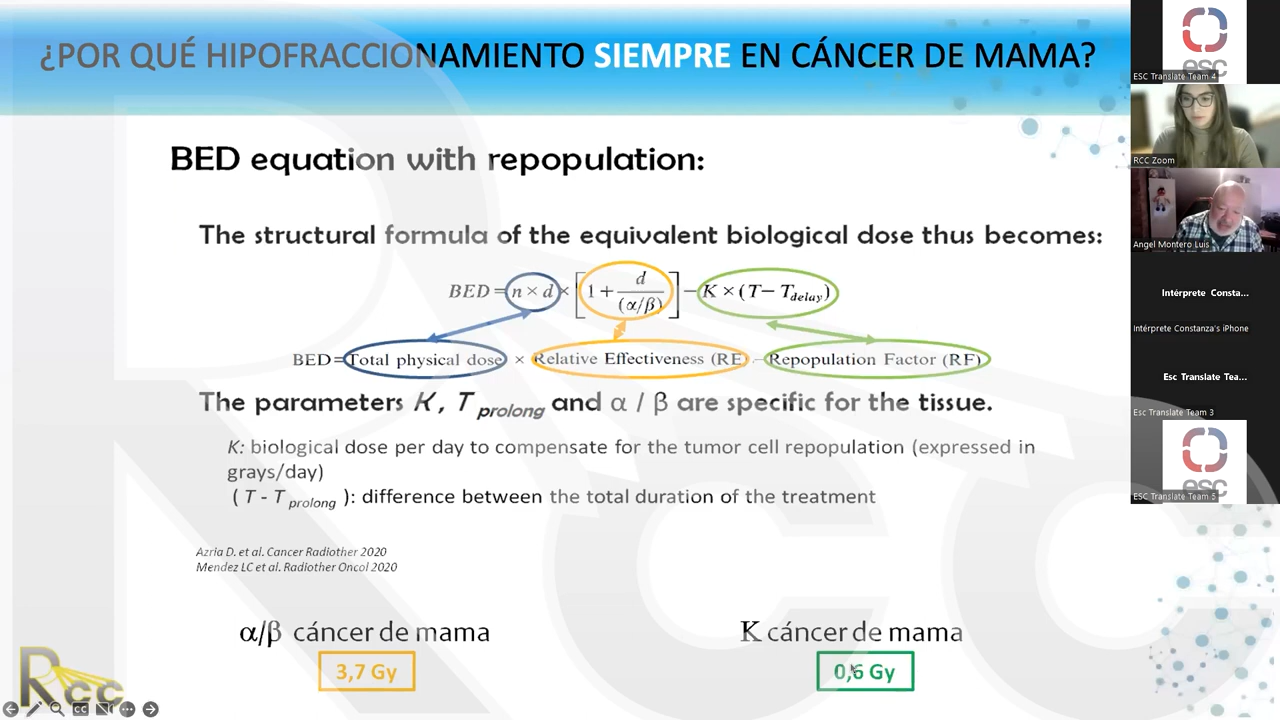 ¿POR QUÉ HIPOFRACCIONAMIENTO SIEMPRE EN CÁNCER DE MAMA?
BED equation with repopulation:
The structural formula of the equivalent biological dose thus becomes:
BED = n × d × [1 + d / (α/β)] − K × (T − Tdelay)
BED= Total physical dose × Relative Effectiveness (RE) − Repopulation Factor (RF)
The parameters K , T prolong and α / β are specific for the tissue.
K: biological dose per day to compensate for the tumor cell repopulation (expressed in
grays/day)
( T - T prolong ): difference between the total duration of the treatment
Azria D. et al. Cancer Radiother 2020
Mendez LC et al. Radiother Oncol 2020
α/β cáncer de mama
3,7 Gy
K cáncer de mama
0,6 Gy
Rcc
esc
ESC Translate Team 4
RCC Zoom
Angel Montero Luis
Intérprete Consta...
Intérprete Constanza's iPhone
Esc Translate Tea...
ESC Translate Team 3
esc
ESC Translate Team 5